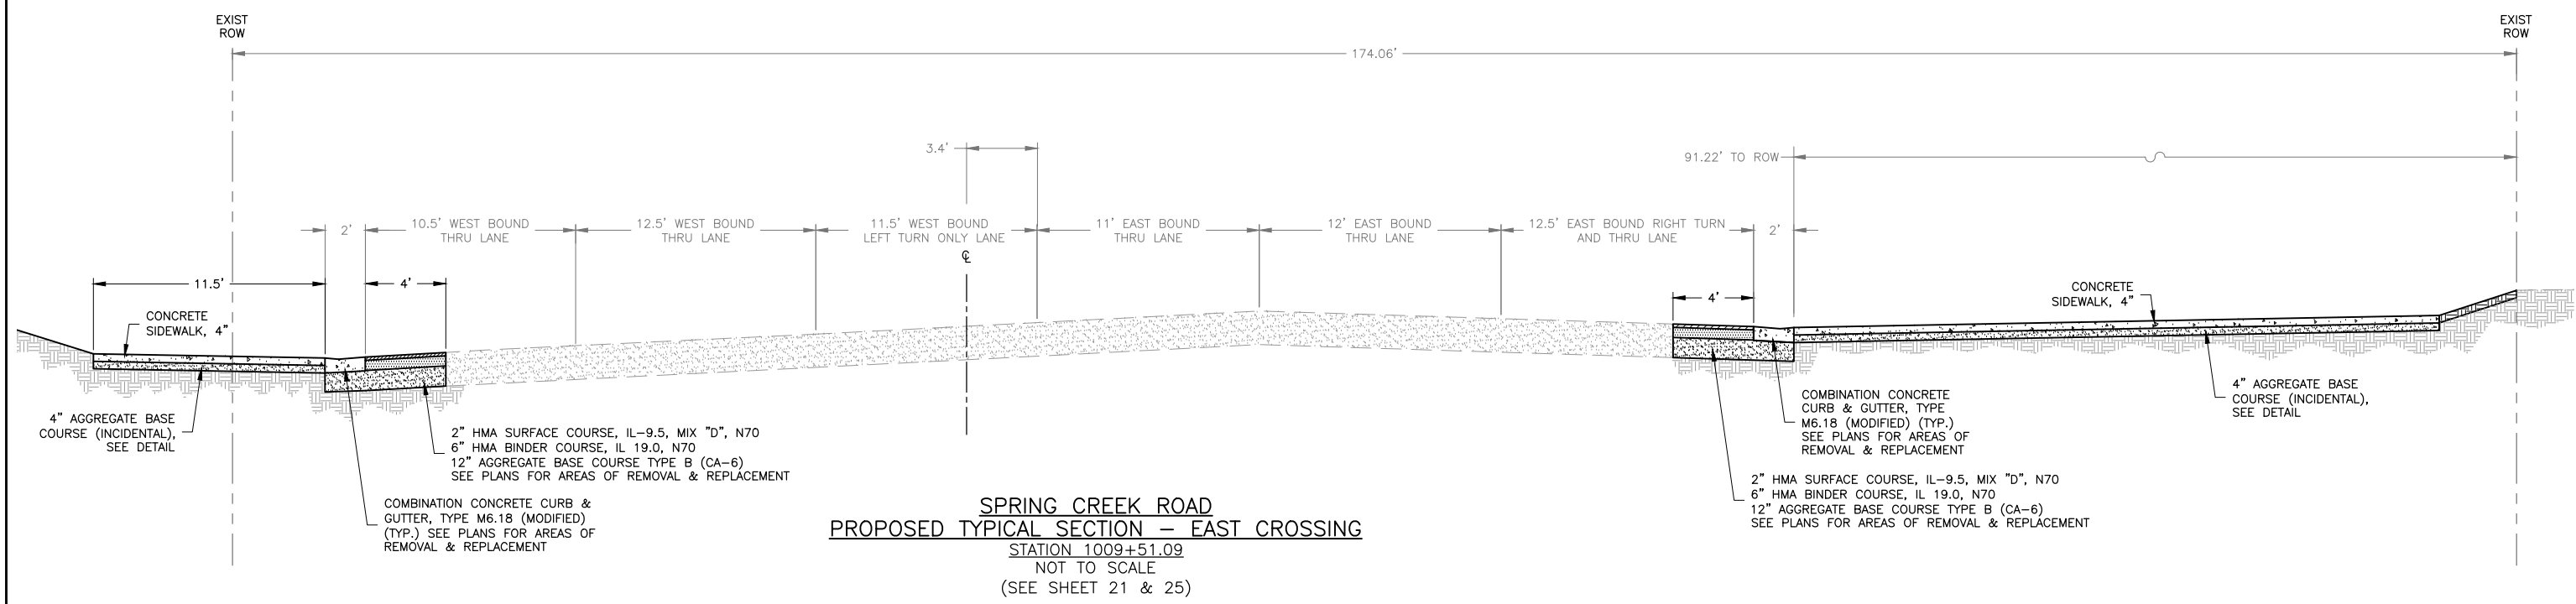 EXIST
ROW
EXIST
ROW
174.06'
3.4'
91.22' TO ROW
2'
10.5' WEST BOUND
THRU LANE
12.5' WEST BOUND
THRU LANE
11.5' WEST BOUND
LEFT TURN ONLY LANE
11' EAST BOUND
THRU LANE
12' EAST BOUND
THRU LANE
12.5' EAST BOUND RIGHT TURN
AND THRU LANE
2'
℄
11.5'
4'
4'
CONCRETE
SIDEWALK, 4"
CONCRETE
SIDEWALK, 4"
4" AGGREGATE BASE
COURSE (INCIDENTAL),
SEE DETAIL
2" HMA SURFACE COURSE, IL-9.5, MIX "D", N70
6" HMA BINDER COURSE, IL 19.0, N70
12" AGGREGATE BASE COURSE TYPE B (CA-6)
SEE PLANS FOR AREAS OF REMOVAL & REPLACEMENT
COMBINATION CONCRETE CURB &
GUTTER, TYPE M6.18 (MODIFIED)
(TYP.) SEE PLANS FOR AREAS OF
REMOVAL & REPLACEMENT
COMBINATION CONCRETE
CURB & GUTTER, TYPE
M6.18 (MODIFIED) (TYP.)
SEE PLANS FOR AREAS OF
REMOVAL & REPLACEMENT
4" AGGREGATE BASE
COURSE (INCIDENTAL),
SEE DETAIL
2" HMA SURFACE COURSE, IL-9.5, MIX "D", N70
6" HMA BINDER COURSE, IL 19.0, N70
12" AGGREGATE BASE COURSE TYPE B (CA-6)
SEE PLANS FOR AREAS OF REMOVAL & REPLACEMENT
SPRING CREEK ROAD
PROPOSED TYPICAL SECTION - EAST CROSSING
STATION 1009+51.09
NOT TO SCALE
(SEE SHEET 21 & 25)